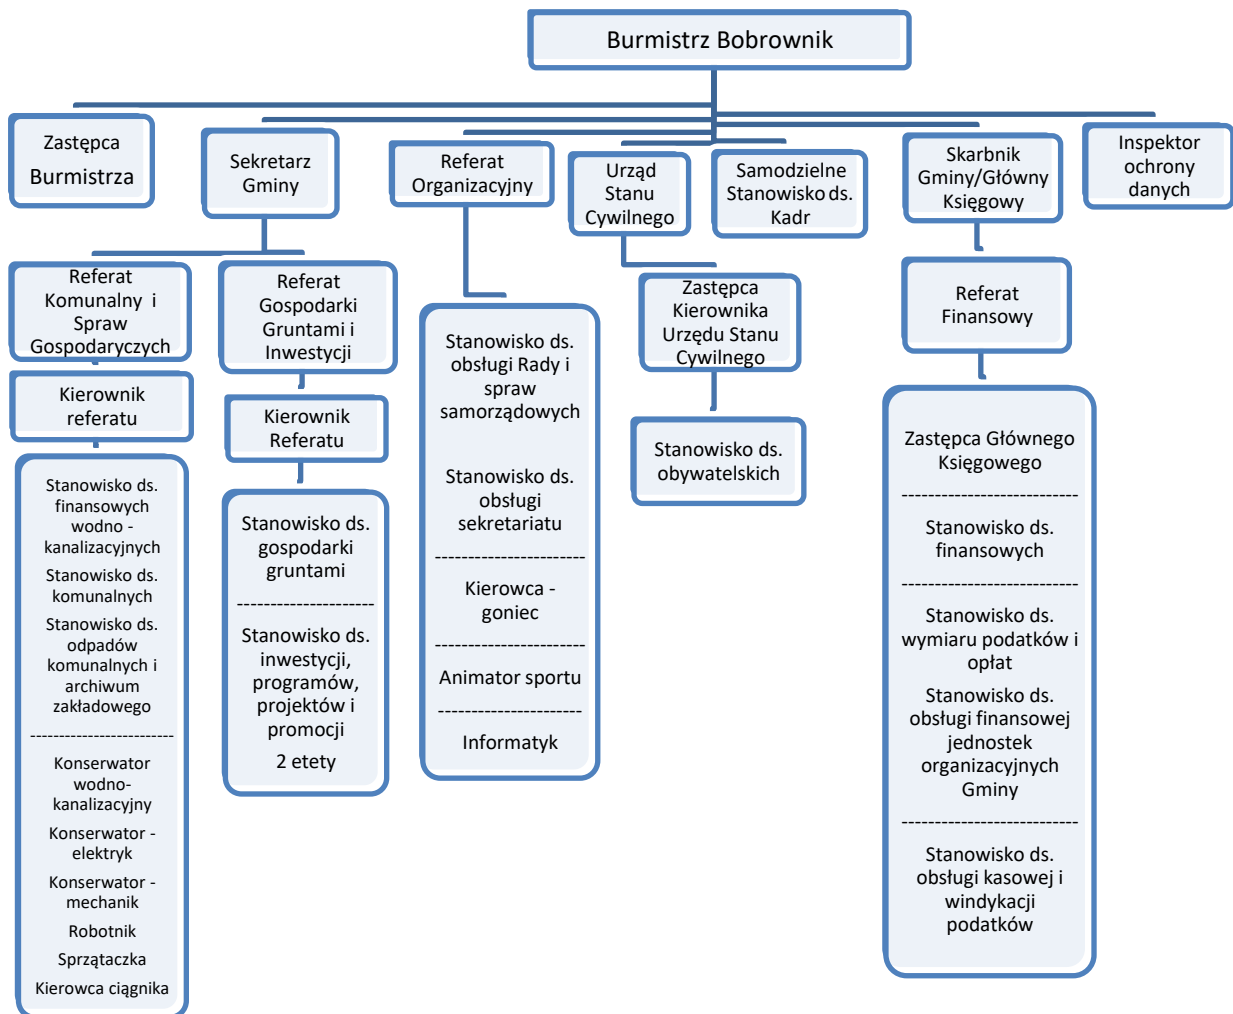 Burmistrz Bobrownik
Zastępca
Burmistrza
Sekretarz
Gminy
Referat
Organizacyjny
Urząd
Stanu
Cywilnego
Samodzielne
Stanowisko ds.
Kadr
Skarbnik
Gminy/Główny
Księgowy
Inspektor
ochrony
danych
Referat
Komunalny i
Spraw
Gospodaryczych
Referat
Gospodarki
Gruntami i
Inwestycji
Zastępca
Kierownika
Urzędu Stanu
Cywilnego
Referat
Finansowy
Kierownik
referatu
Kierownik
Referatu
Stanowisko ds.
finansowych
wodno -
kanalizacyjnych
Stanowisko ds.
komunalnych
Stanowisko ds.
odpadów
komunalnych i
archiwum
zakładowego
-------------------------
Konserwator
wodno-
kanalizacyjny
Konserwator -
elektryk
Konserwator -
mechanik
Robotnik
Sprzątaczka
Kierowca ciągnika
Stanowisko ds.
gospodarki
gruntami
---------------------
Stanowisko ds.
inwestycji,
programów,
projektów i
promocji
2 etety
Stanowisko ds.
obsługi Rady i
spraw
samorządowych
Stanowisko ds.
obsługi
sekretariatu
-----------------------
Kierowca -
goniec
-----------------------
Animator sportu
----------------------
Informatyk
Stanowisko ds.
obywatelskich
Zastępca Głównego
Księgowego
-----------------------
Stanowisko ds.
finansowych
-----------------------
Stanowisko ds.
wymiaru podatków i
opłat
Stanowisko ds.
obsługi finansowej
jednostek
organizacyjnych
Gminy
-----------------------
Stanowisko ds.
obsługi kasowej i
windykacji
podatków